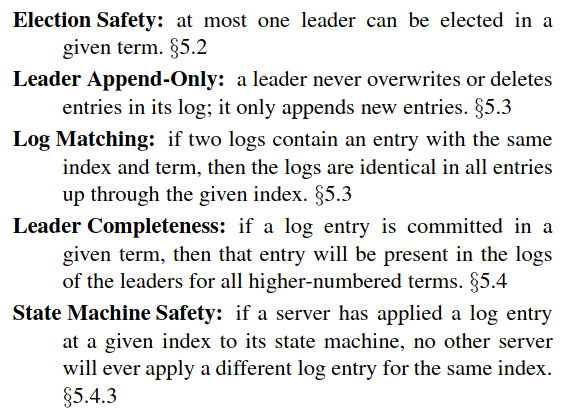 Election Safety: at most one leader can be elected in a
given term. §5.2
Leader Append-Only: a leader never overwrites or deletes
entries in its log; it only appends new entries. §5.3
Log Matching: if two logs contain an entry with the same
index and term, then the logs are identical in all entries
up through the given index. §5.3
Leader Completeness: if a log entry is committed in a
given term, then that entry will be present in the logs
of the leaders for all higher-numbered terms. §5.4
State Machine Safety: if a server has applied a log entry
at a given index to its state machine, no other server
will ever apply a different log entry for the same index.
§5.4.3